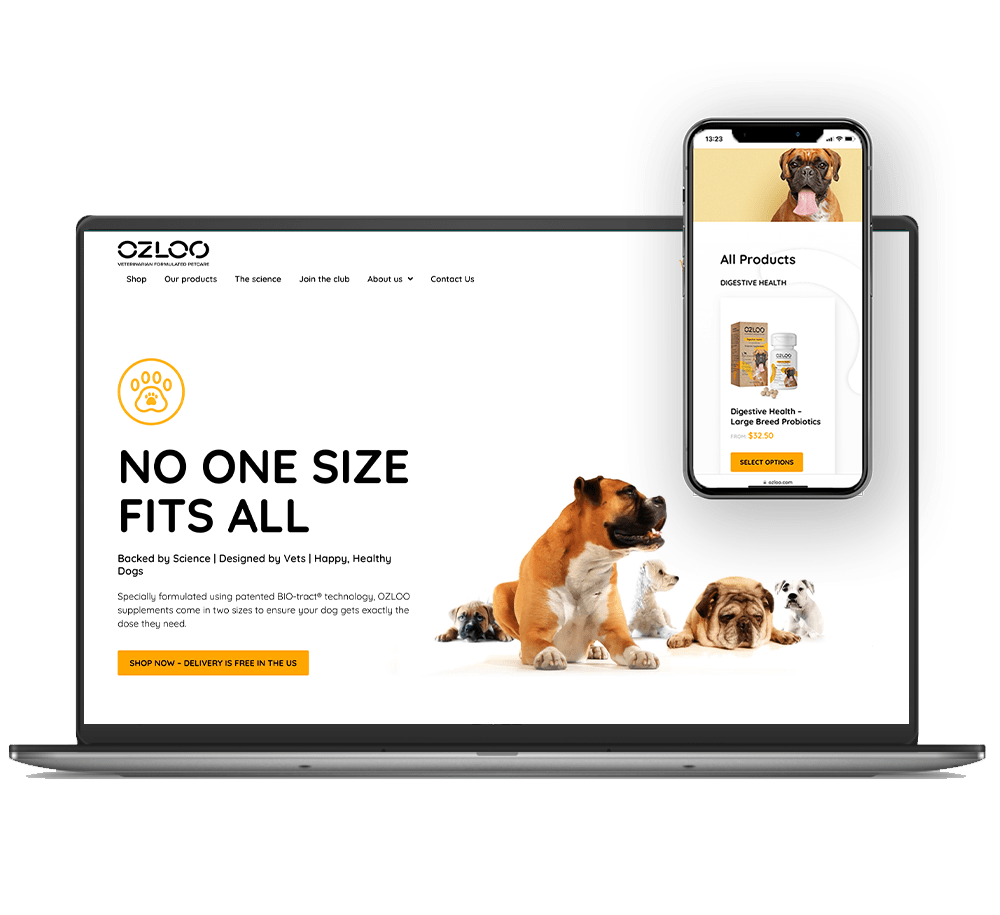 OZLOO
VETERINARIAN FORMULATED PETCARE
Shop Our products The science Join the club About us Contact Us
NO ONE SIZE
FITS ALL
Backed by Science | Designed by Vets | Happy, Healthy
Dogs
Specially formulated using patented BIO-tract® technology, OZLOO
supplements come in two sizes to ensure your dog gets exactly the
dose they need.
SHOP NOW – DELIVERY IS FREE IN THE US
13:23
All Products
DIGESTIVE HEALTH
OZLOO
OZLOO
Digestive Health –
Large Breed Probiotics
FROM: $32.50
SELECT OPTIONS
ozloo.com